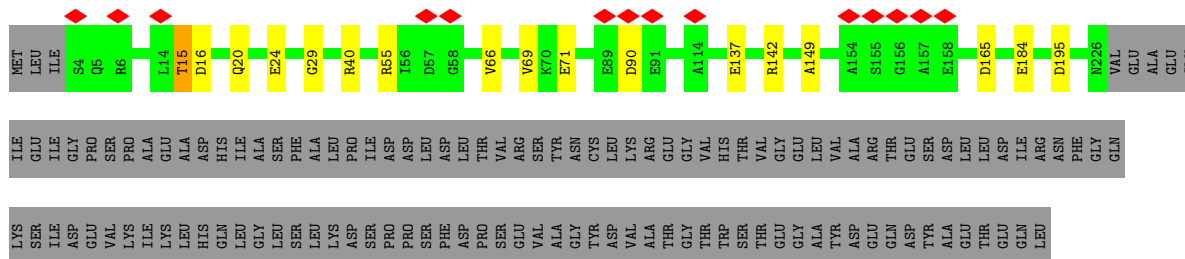 MET LEU ILE S4 Q5 R6 L14 T15 D16 Q20 E24 G29 R40 R55 I56 D57 G58 V66 V69 K70 E71 E89 D90 E91 A114 E137 R142 A149 A154 S155 G156 A157 E158 D165 E184 D195 N226 VAL GLU ALA GLU
ILE GLU ILE GLY PRO SER PRO ALA GLU ALA ASP HIS ILE ALA SER PHE ALA LEU PRO ILE ASP ASP LEU ASP LEU THR VAL ARG SER TYR ASN CYS LEU LYS ARG GLU GLY VAL HIS THR VAL GLY GLU LEU VAL ALA ARG THR GLU SER ASP LEU LEU ASP ILE ARG ASN PHE GLY GLN
LYS SER ILE ASP GLU VAL LYS ILE LYS LEU HIS GLN LEU GLY LEU SER LEU LYS ASP SER PRO PRO SER PHE ASP PRO SER GLU VAL ALA GLY TYR ASP VAL ALA THR GLY THR TRP SER THR GLU GLY ALA TYR ASP GLU GLN ASP TYR ALA GLU THR GLU GLN LEU